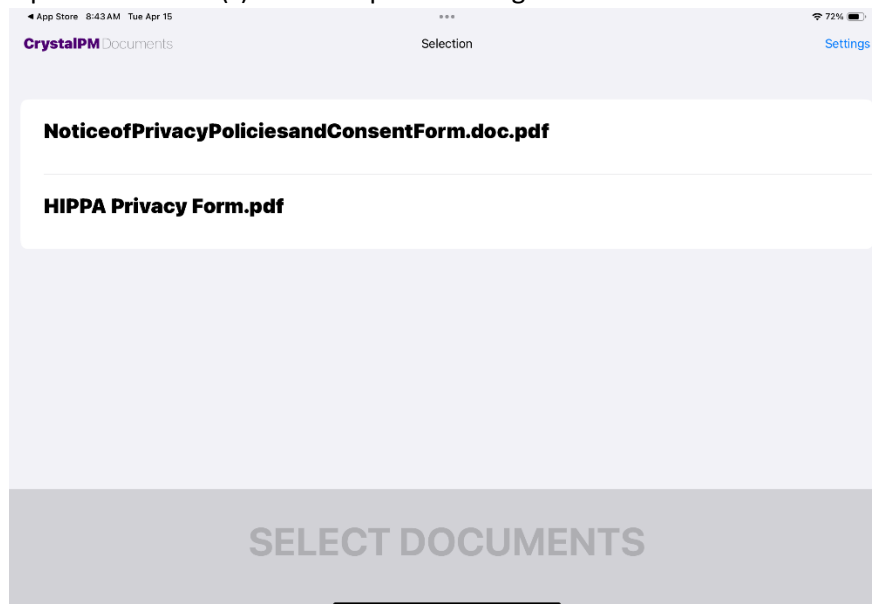 ◀ App Store 8:43 AM Tue Apr 15 72%
CrystalPM Documents Selection Settings
NoticeofPrivacyPoliciesandConsentForm.doc.pdf
HIPPA Privacy Form.pdf
SELECT DOCUMENTS